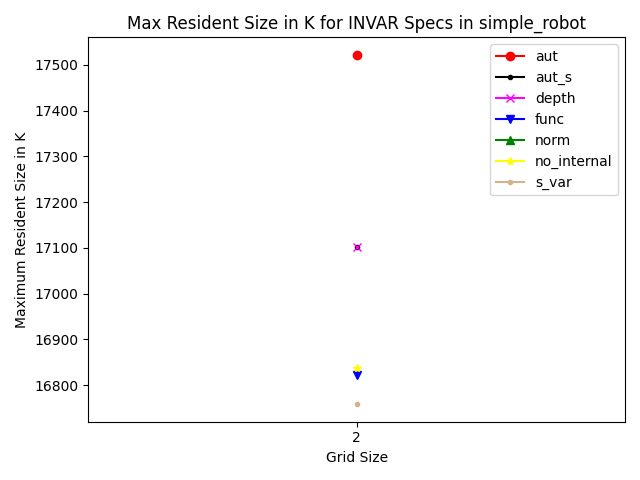 Max Resident Size in K for INVAR Specs in simple_robot
Maximum Resident Size in K
17500
17400
17300
17200
17100
17000
16900
16800
2
Grid Size
aut
aut_s
depth
func
norm
no_internal
s_var